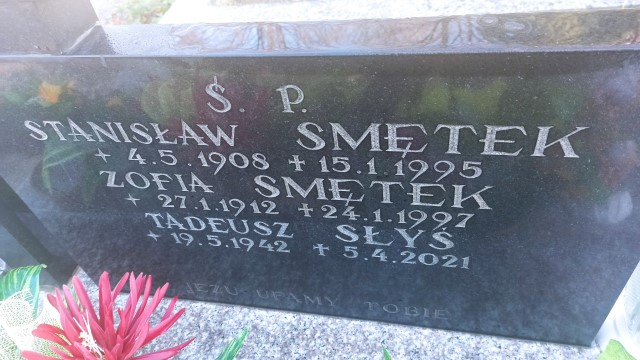 Ś. P.
STANISŁAW SMĘTEK
⭑ 4.5.1908 ✝ 15.1.1995
ZOFIA SMĘTEK
⭑ 27.1.1912 ✝ 24.1.1997
TADEUSZ SŁYŚ
⭑ 19.5.1942 ✝ 5.4.2021
JEZU UFAMY TOBIE